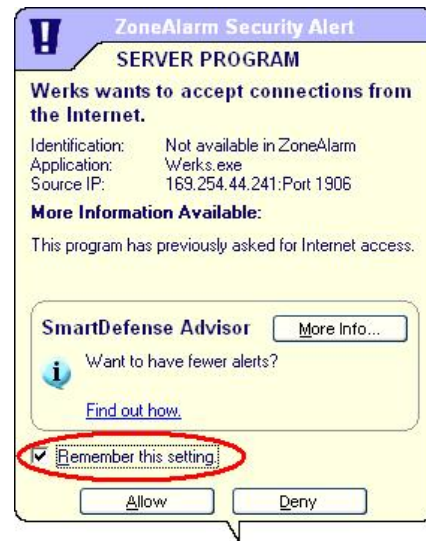 ZoneAlarm Security Alert
SERVER PROGRAM
Werks wants to accept connections from
the Internet.
Identification: Not available in ZoneAlarm
Application: Werks.exe
Source IP: 169.254.44.241:Port 1906
More Information Available:
This program has previously asked for Internet access.
SmartDefense Advisor More Info...
Want to have fewer alerts?
Find out how.
Remember this setting.
Allow Deny